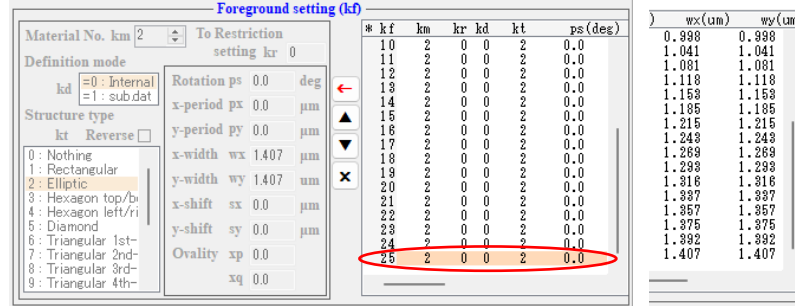 Foreground setting (kf)
Material No. km 2
To Restriction
setting kr 0
Definition mode
kd
=0 : Internal
=1 : sub.dat
Structure type
kt Reverse
0 : Nothing
1 : Rectangular
2 : Elliptic
3 : Hexagon top/b
4 : Hexagon left/ri
5 : Diamond
6 : Triangular 1st-
7 : Triangular 2nd-
8 : Triangular 3rd-
9 : Triangular 4th-
Rotation ps 0.0 deg
x-period px 0.0 µm
y-period py 0.0 µm
x-width wx 1.407 µm
y-width wy 1.407 um
x-shift sx 0.0 µm
y-shift sy 0.0 µm
Ovality xp 0.0
xq 0.0
* kf km kr kd kt ps(deg)
10 2 0 0 2 0.0
11 2 0 0 2 0.0
12 2 0 0 2 0.0
13 2 0 0 2 0.0
14 2 0 0 2 0.0
15 2 0 0 2 0.0
16 2 0 0 2 0.0
17 2 0 0 2 0.0
18 2 0 0 2 0.0
19 2 0 0 2 0.0
20 2 0 0 2 0.0
21 2 0 0 2 0.0
22 2 0 0 2 0.0
23 2 0 0 2 0.0
24 2 0 0 2 0.0
25 2 0 0 2 0.0
) wx(um) wy(um
0.998 0.998
1.041 1.041
1.081 1.081
1.118 1.118
1.153 1.153
1.185 1.185
1.215 1.215
1.243 1.243
1.269 1.269
1.293 1.293
1.316 1.316
1.337 1.337
1.357 1.357
1.375 1.375
1.392 1.392
1.407 1.407